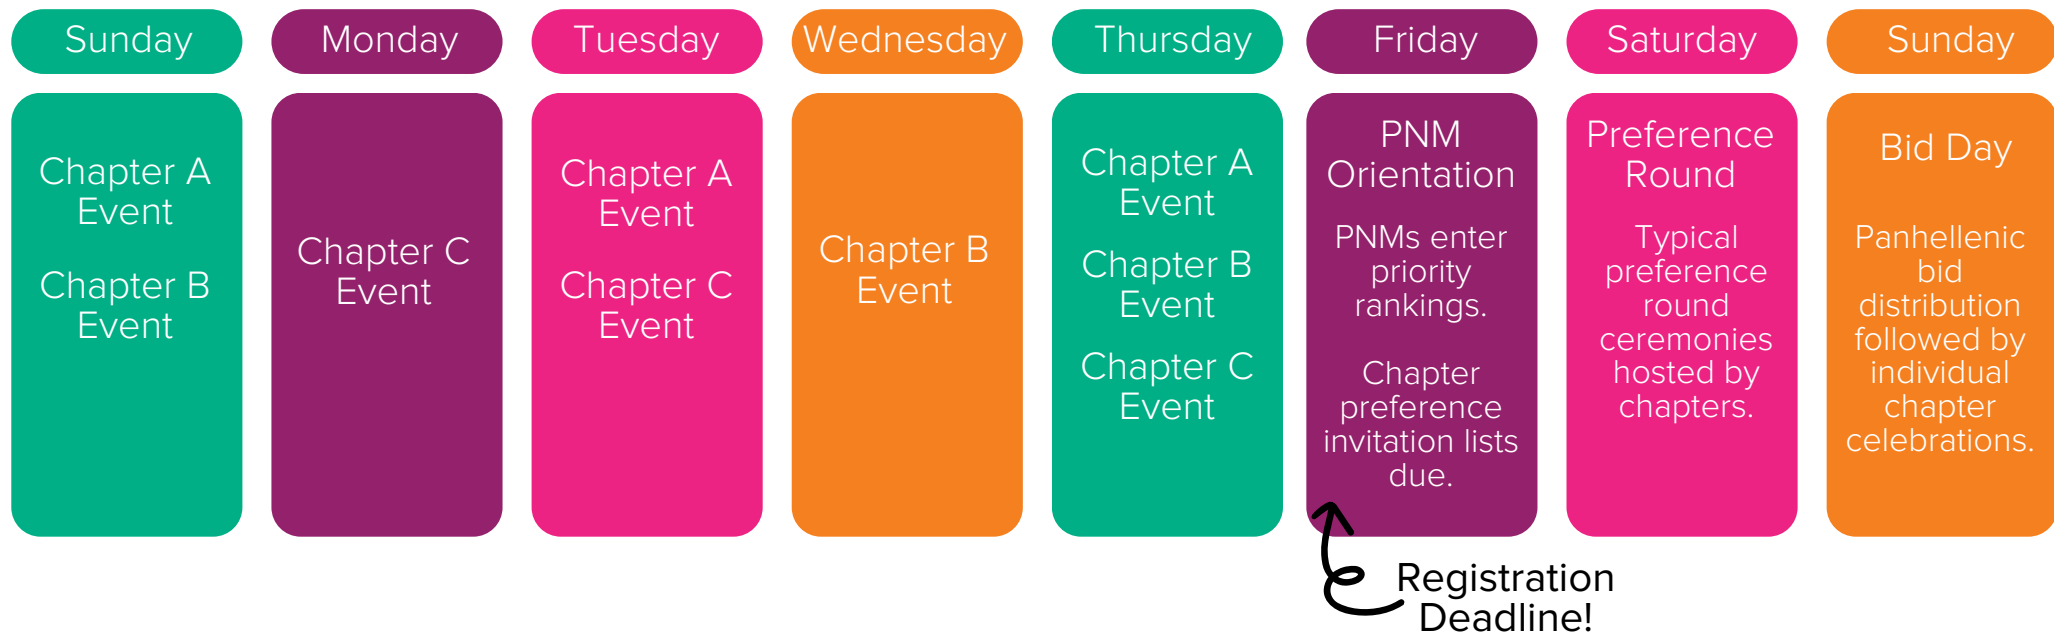 Sunday
Monday
Tuesday
Wednesday
Thursday
Friday
Saturday
Sunday
Chapter A
Event
Chapter B
Event
Chapter C
Event
Chapter A
Event
Chapter C
Event
Chapter B
Event
Chapter A
Event
Chapter B
Event
Chapter C
Event
PNM
Orientation
PNMs enter
priority
rankings.
Chapter
preference
invitation lists
due.
Preference
Round
Typical
preference
round
ceremonies
hosted by
chapters.
Bid Day
Panhellenic
bid
distribution
followed by
individual
chapter
celebrations.
Registration
Deadline!